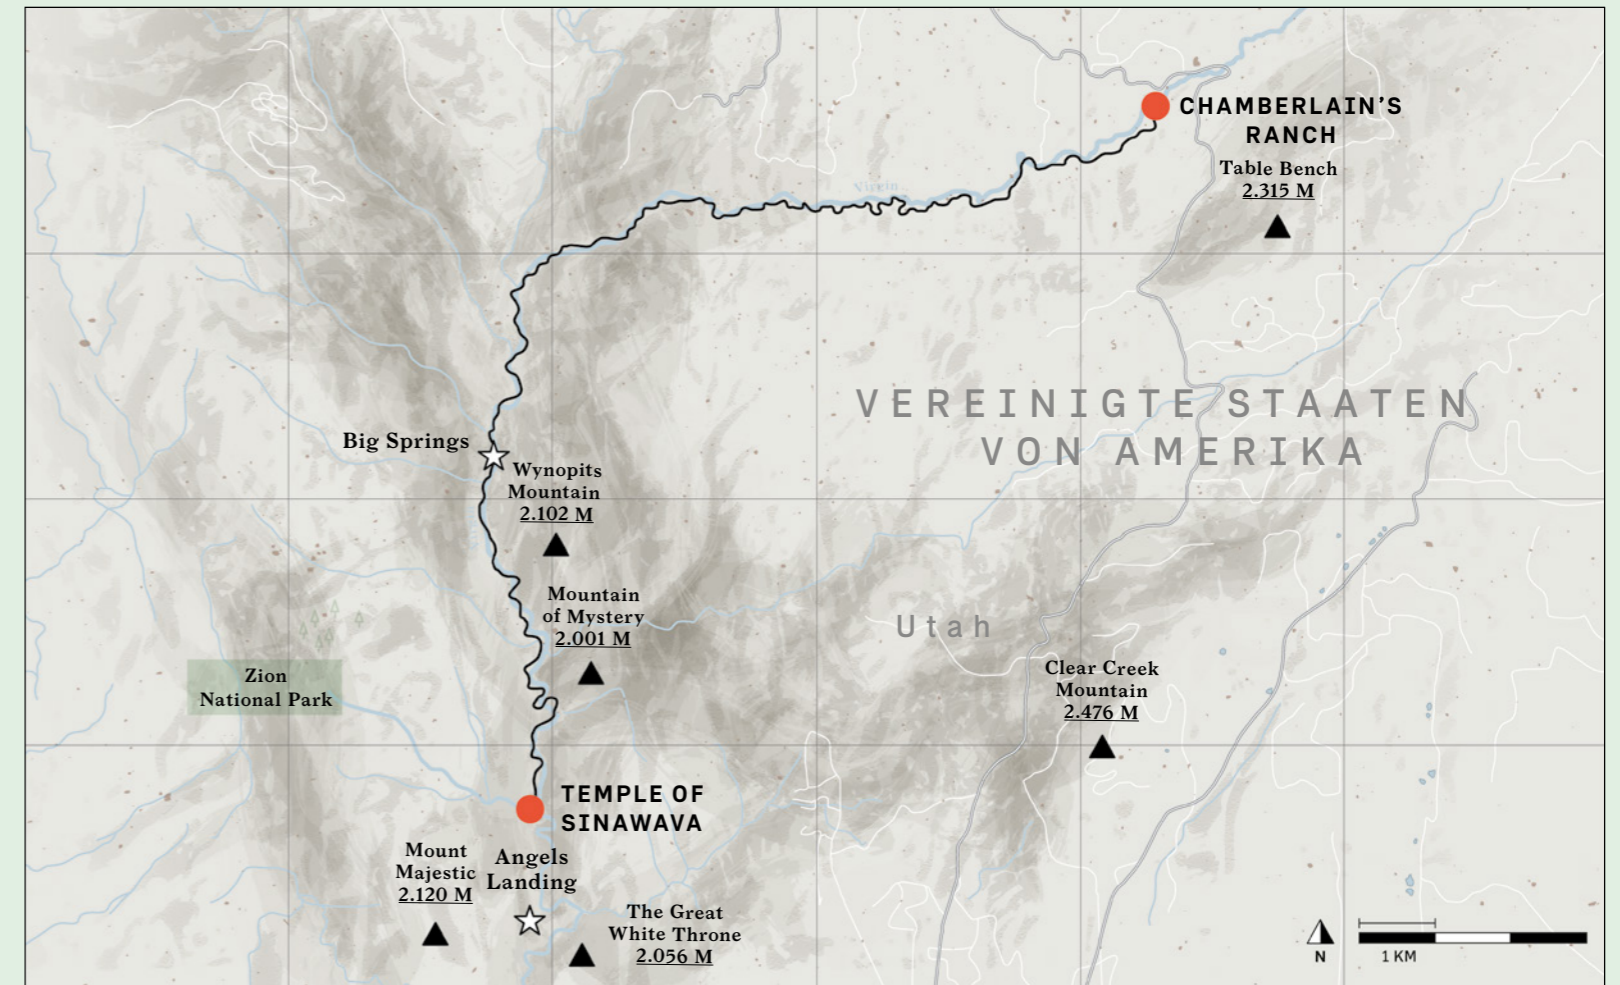 CHAMBERLAIN'S
RANCH
Table Bench
2.315 M
Virgin
VEREINIGTE STAATEN
VON AMERIKA
Big Springs
Wynopits
Mountain
2.102 M
Mountain
of Mystery
2.001 M
Utah
Zion
National Park
Clear Creek
Mountain
2.476 M
TEMPLE OF
SINAWAVA
Mount
Majestic
2.120 M
Angels
Landing
The Great
White Throne
2.056 M
N
1 KM